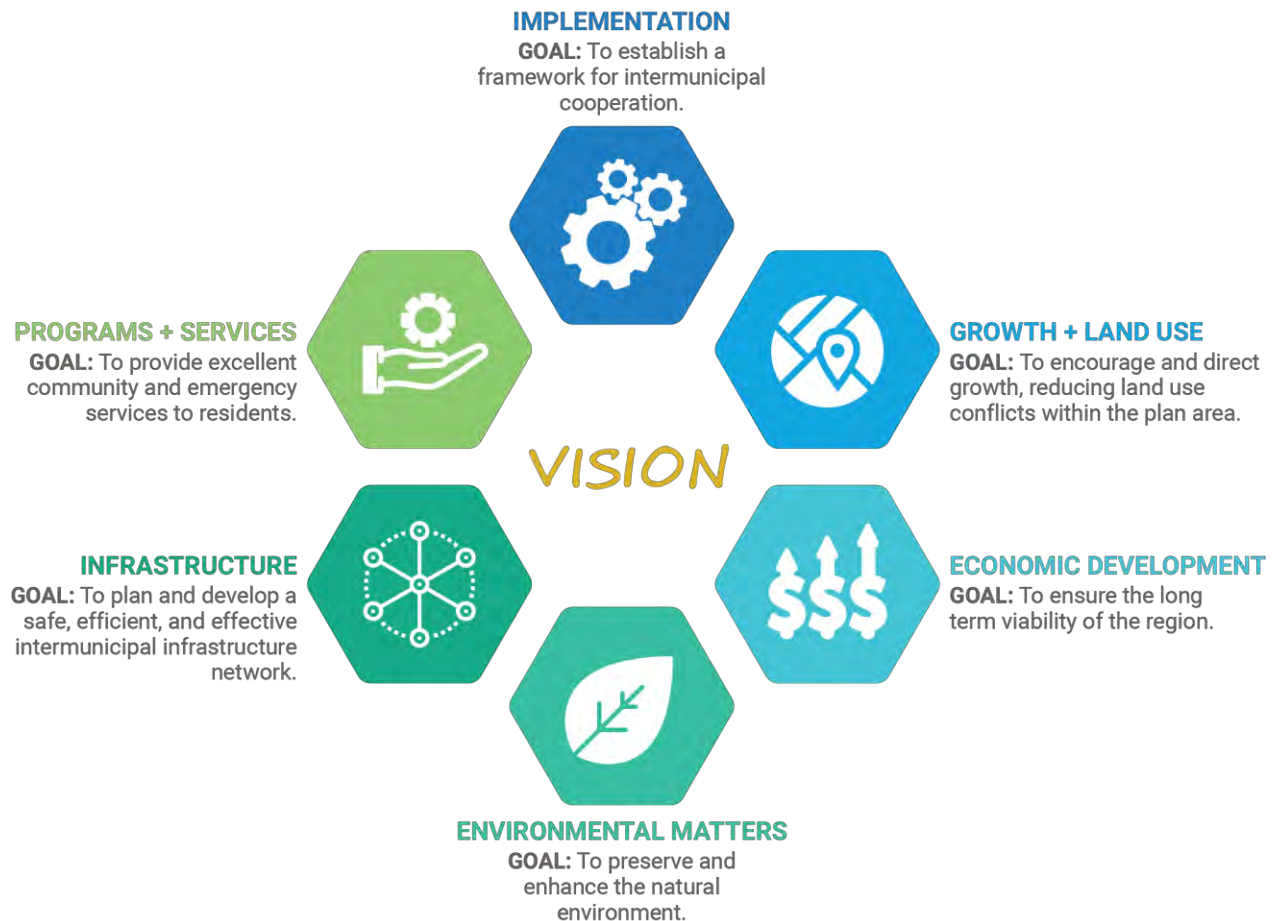 IMPLEMENTATION
GOAL: To establish a
framework for intermunicipal
cooperation.
PROGRAMS + SERVICES
GOAL: To provide excellent
community and emergency
services to residents.
GROWTH + LAND USE
GOAL: To encourage and direct
growth, reducing land use
conflicts within the plan area.
VISION
INFRASTRUCTURE
GOAL: To plan and develop a
safe, efficient, and effective
intermunicipal infrastructure
network.
$$$
ECONOMIC DEVELOPMENT
GOAL: To ensure the long
term viability of the region.
ENVIRONMENTAL MATTERS
GOAL: To preserve and
enhance the natural
environment.